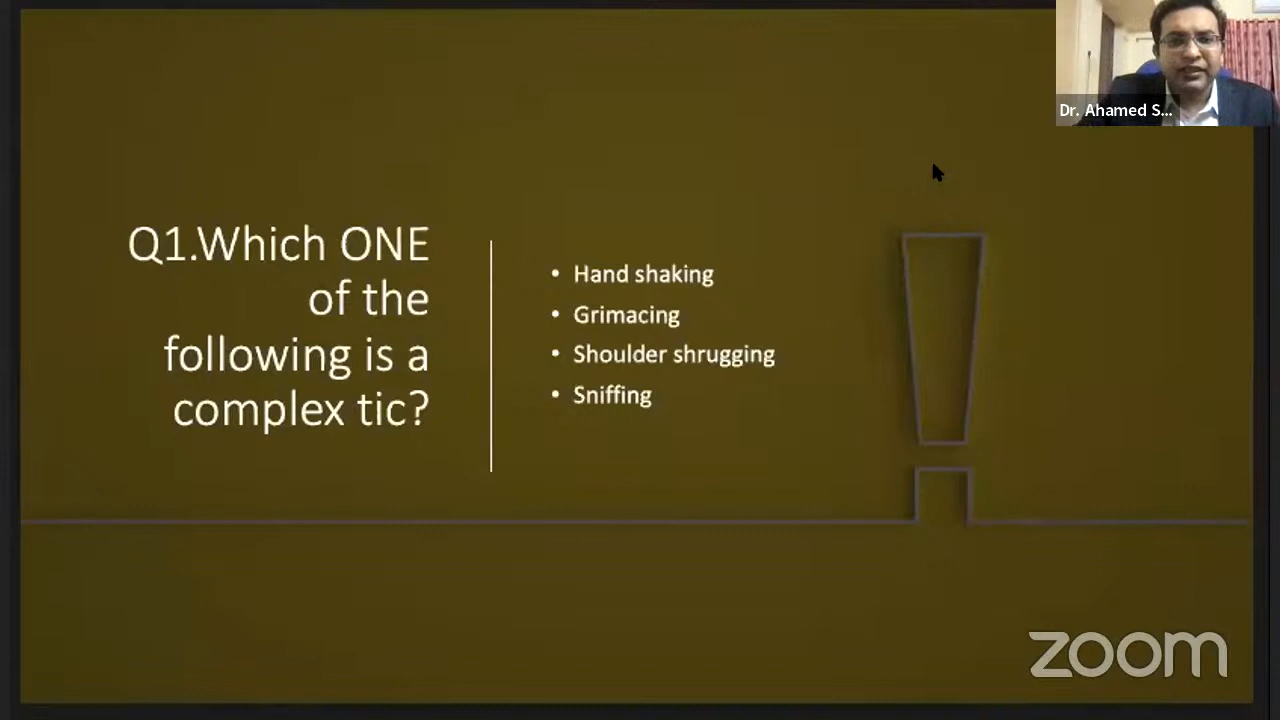 Dr. Ahamed S...
Q1.Which ONE
of the
following is a
complex tic?
• Hand shaking
• Grimacing
• Shoulder shrugging
• Sniffing
zoom